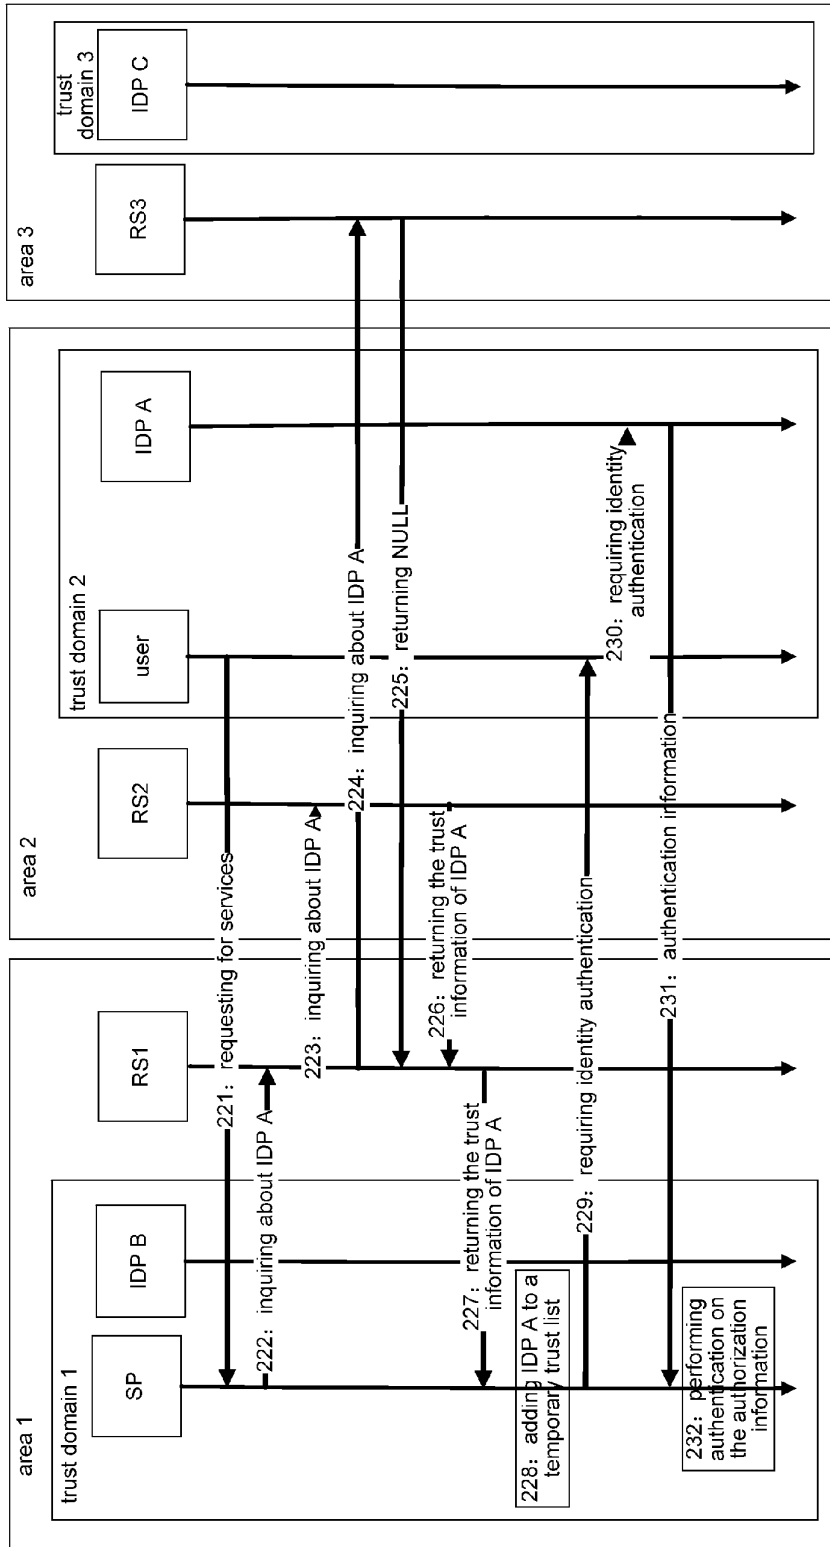 area 1
trust domain 1
SP
IDP B
RS1
area 2
RS2
trust domain 2
user
IDP A
area 3
RS3
trust
domain 3
IDP C
221: requesting for services
222: inquiring about IDP A
223: inquiring about IDP A
224: inquiring about IDP A
225: returning NULL
226: returning the trust
information of IDP A
227: returning the trust
information of IDP A
228: adding IDP A to a
temporary trust list
229: requiring identity authentication
230: requiring identity
authentication
231: authentication information
232: performing
authentication on
the authorization
information